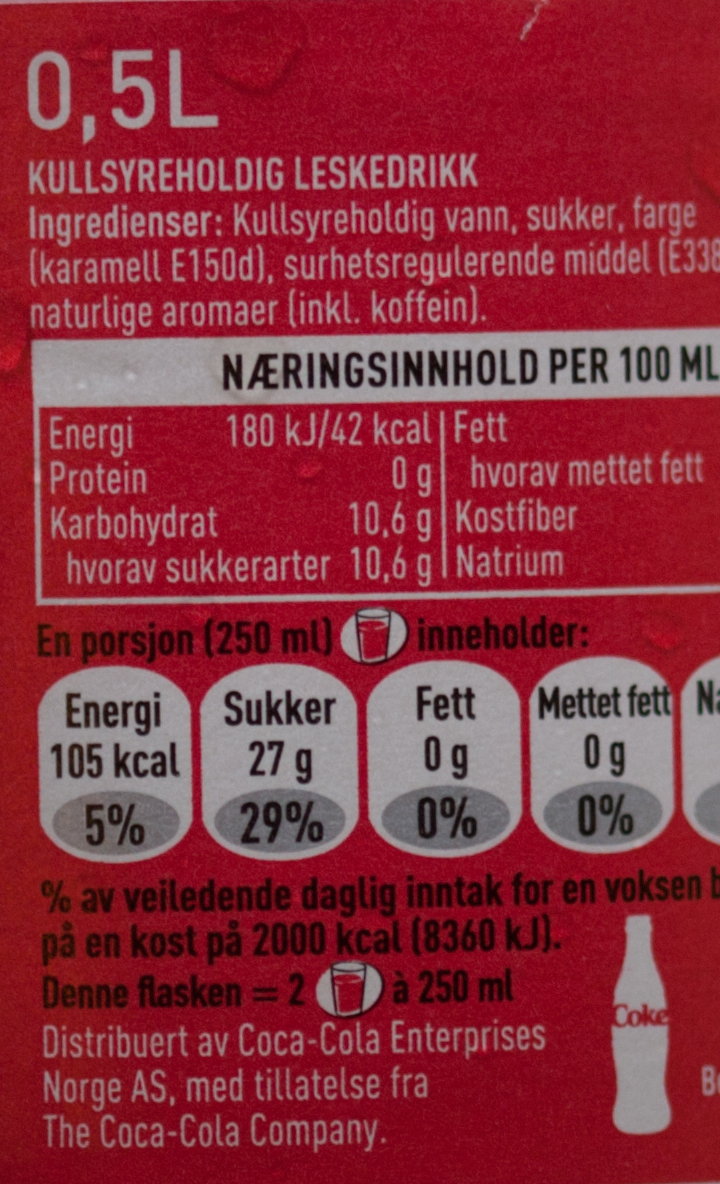 0,5L
KULLSYREHOLDIG LESKEDRIKK
Ingredienser: Kullsyreholdig vann, sukker, farge
(karamell E150d), surhetsregulerende middel (E338
naturlige aromaer (inkl. koffein).
NÆRINGSINNHOLD PER 100 ML
Energi 180 kJ/42 kcal Fett
Protein 0 g hvorav mettet fett
Karbohydrat 10,6 g Kostfiber
hvorav sukkerarter 10,6 g Natrium
En porsjon (250 ml) inneholder:
Energi Sukker Fett Mettet fett
105 kcal 27 g 0 g 0 g
5% 29% 0% 0%
% av veiledende daglig inntak for en voksen
på en kost på 2000 kcal (8360 kJ).
Denne flasken = 2 à 250 ml
Coke
Distribuert av Coca-Cola Enterprises
Norge AS, med tillatelse fra
The Coca-Cola Company.